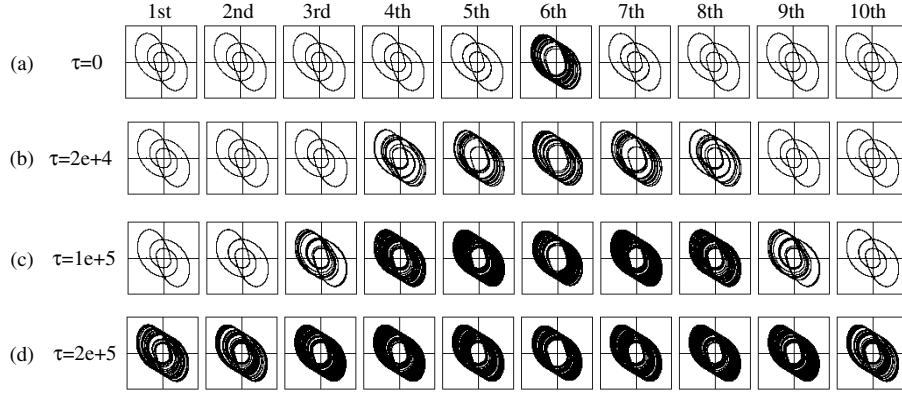 1st 2nd 3rd 4th 5th 6th 7th 8th 9th 10th
(a) τ=0
(b) τ=2e+4
(c) τ=1e+5
(d) τ=2e+5